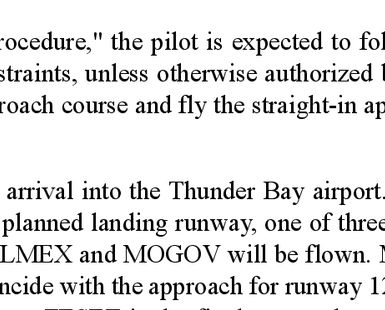 rocedure," the pilot is expected to fol
straints, unless otherwise authorized b
roach course and fly the straight-in ap
arrival into the Thunder Bay airport.
planned landing runway, one of three
LMEX and MOGOV will be flown. M
ncide with the approach for runway 12